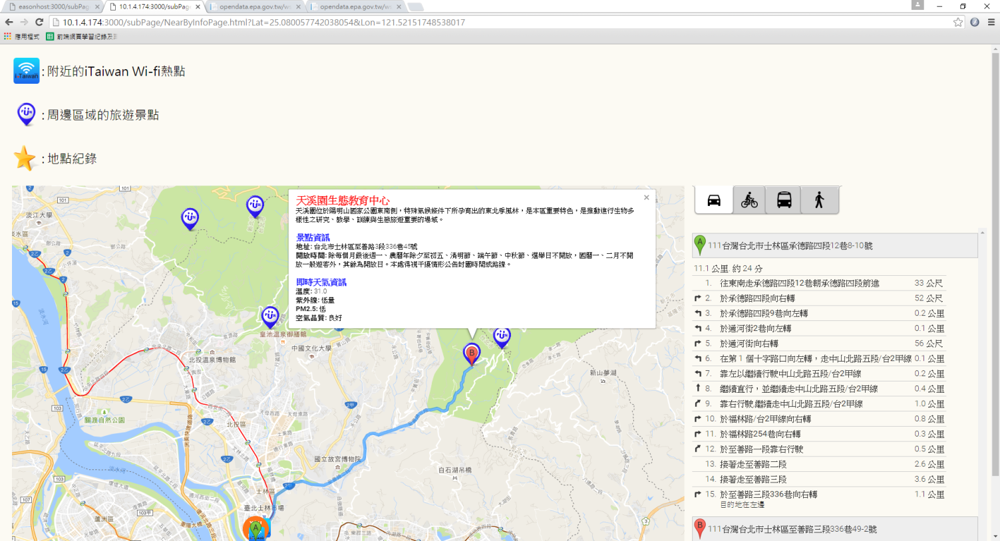 easonhost:3000/subPag
10.1.4.174:3000/subPag
opendata.epa.gov.tw/ws
opendata.epa.gov.tw/ws
10.1.4.174:3000/subPage/NearByInfoPage.html?Lat=25.080057742038054&Lon=121.52151748538017
應用程式
前端網頁學習紀錄及
: 附近的iTaiwan Wi-fi熱點
: 周邊區域的旅遊景點
: 地點紀錄
天溪園生態教育中心
天溪園位於陽明山國家公園東南側，特殊氣候條件下所孕育出的東北季風林，是本區重要特色，是推動進行生物多
樣性之研究、教學、訓練與生態旅遊重要的場域。
景點資訊
地址: 台北市士林區至善路3段336巷45號
開放時間: 除每個月最後週一、農曆年除夕至初五、清明節、端午節、中秋節、選舉日不開放，國曆一、二月不開
放一般遊客外，其餘為開放日。本處得視干擾情形公告封園時間或路線。
即時天氣資訊
溫度: 31.0
紫外線: 低量
PM2.5: 低
空氣品質: 良好
淡江大學
淡水區
101
101
皇池溫泉御膳館
中國文化大學
北投溫泉博物館
新山夢湖
103
關渡自然公園
北投區
國立故宮博物院
白石湖吊橋
士林區
臺北士林市場
蘆洲區
103
107
103甲
2乙
2甲
15
A
B
A
111台灣台北市士林區承德路四段12巷8-10號
11.1 公里. 約 24 分
1. 往東南走承德路四段12巷朝承德路四段前進 33 公尺
2. 於承德路四段向右轉 52 公尺
3. 於承德路四段9巷向左轉 0.2 公里
4. 於通河街2巷向左轉 0.1 公里
5. 於通河街向右轉 56 公尺
6. 在第 1 個十字路口向左轉，走中山北路五段/台2甲線 0.1 公里
7. 靠左以繼續行駛中山北路五段/台2甲線 0.2 公里
8. 繼續直行，並繼續走中山北路五段/台2甲線 0.4 公里
9. 靠右行駛繼續走中山北路五段/台2甲線 1.0 公里
10. 於福林路/台2甲線向右轉 0.8 公里
11. 於福林路254巷向右轉 0.3 公里
12. 於至善路一段靠右行駛 0.5 公里
13. 接著走至善路二段 2.6 公里
14. 接著走至善路三段 3.6 公里
15. 於至善路三段336巷向右轉 1.1 公里
目的地在左邊
B
111台灣台北市士林區至善路三段336巷49-2號